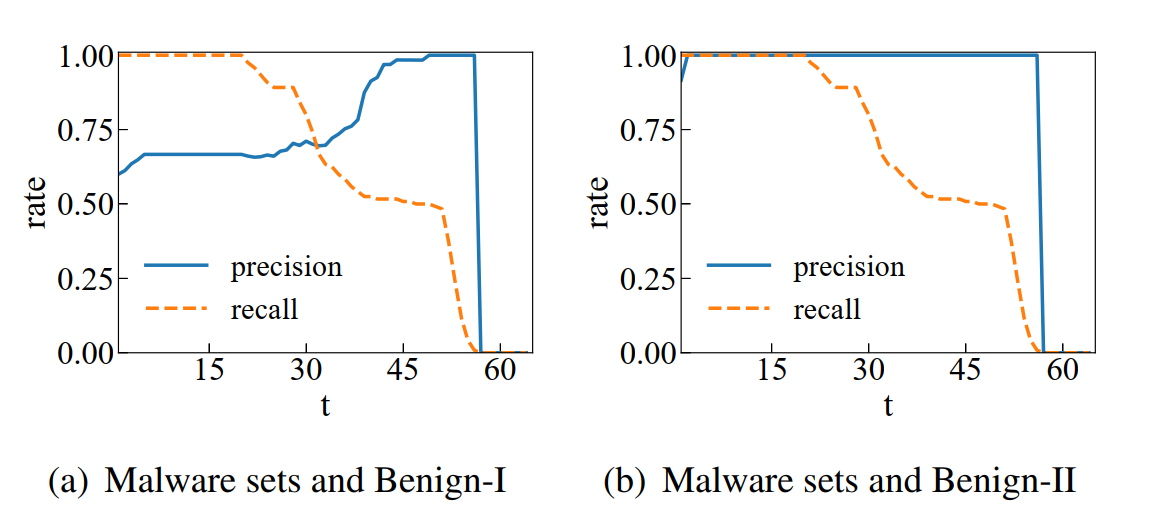 1.00
0.75
0.50
0.25
0.00
rate
precision
recall
15 30 45 60
t
(a) Malware sets and Benign-I
1.00
0.75
0.50
0.25
0.00
rate
precision
recall
15 30 45 60
t
(b) Malware sets and Benign-II